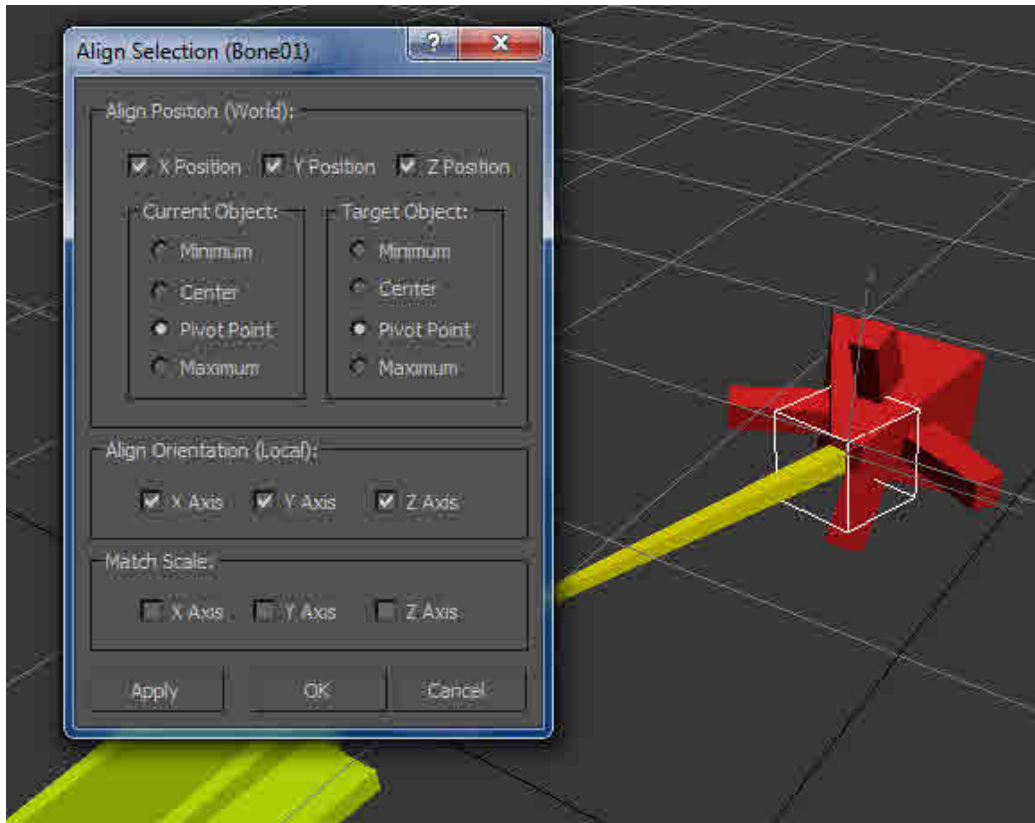 Align Selection (Bone01)
?
X
Align Position (World):
X Position Y Position Z Position
Current Object: Target Object:
Minimum Minimum
Center Center
Pivot Point Pivot Point
Maximum Maximum
Align Orientation (Local):
X Axis Y Axis Z Axis
Match Scale:
X Axis Y Axis Z Axis
Apply OK Cancel